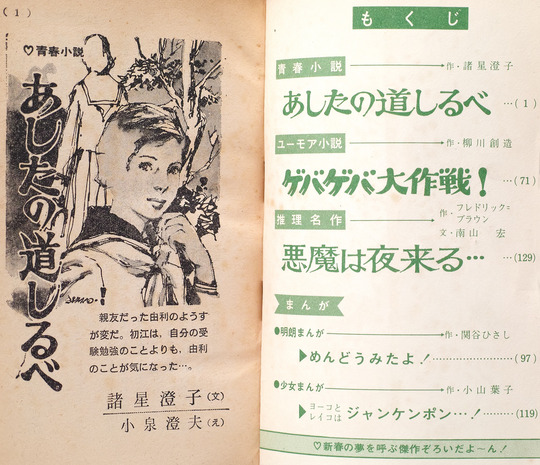 (1)
♡青春小説
あしたの道しるべ
親友だった由利のようす
が変だ。初江は、自分の受
験勉強のことよりも、由利
のことが気になった…。
諸星澄子(文)
小泉澄夫(え)
もくじ
青春小説 作・諸星澄子
あしたの道しるべ …(1)
ユーモア小説 作・柳川創造
ゲバゲバ大作戦! …(71)
推理名作 作・フレドリック=ブラウン
文・南山 宏
悪魔は夜来る… …(129)
まんが
●明朗まんが 作・関谷ひさし
▶めんどうみたよ! ………(97)
●少女まんが 作・小山葉子
▶ヨーコとレイコは ジャンケンポン…! ………(119)
♡新春の夢を呼ぶ傑作ぞろいだよ〜ん!